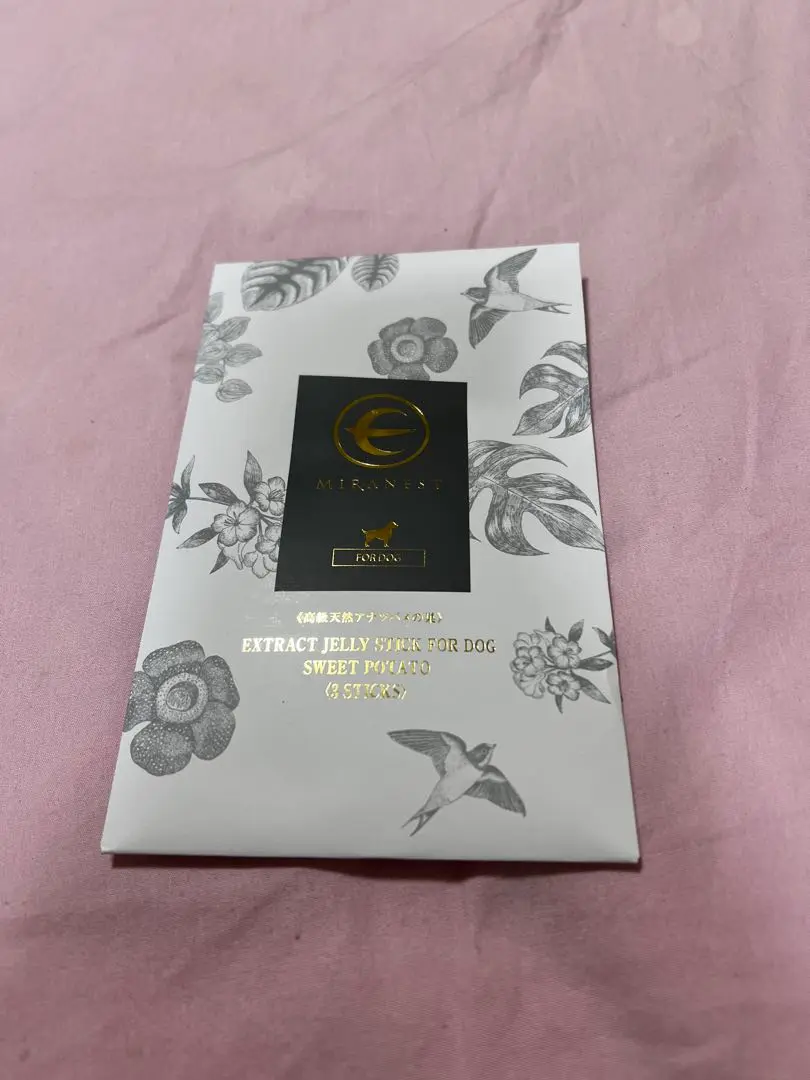 MIRANEST
FOR DOG
《高級天然アナツバメの巣》
EXTRACT JELLY STICK FOR DOG
SWEET POTATO
〈3 STICKS〉